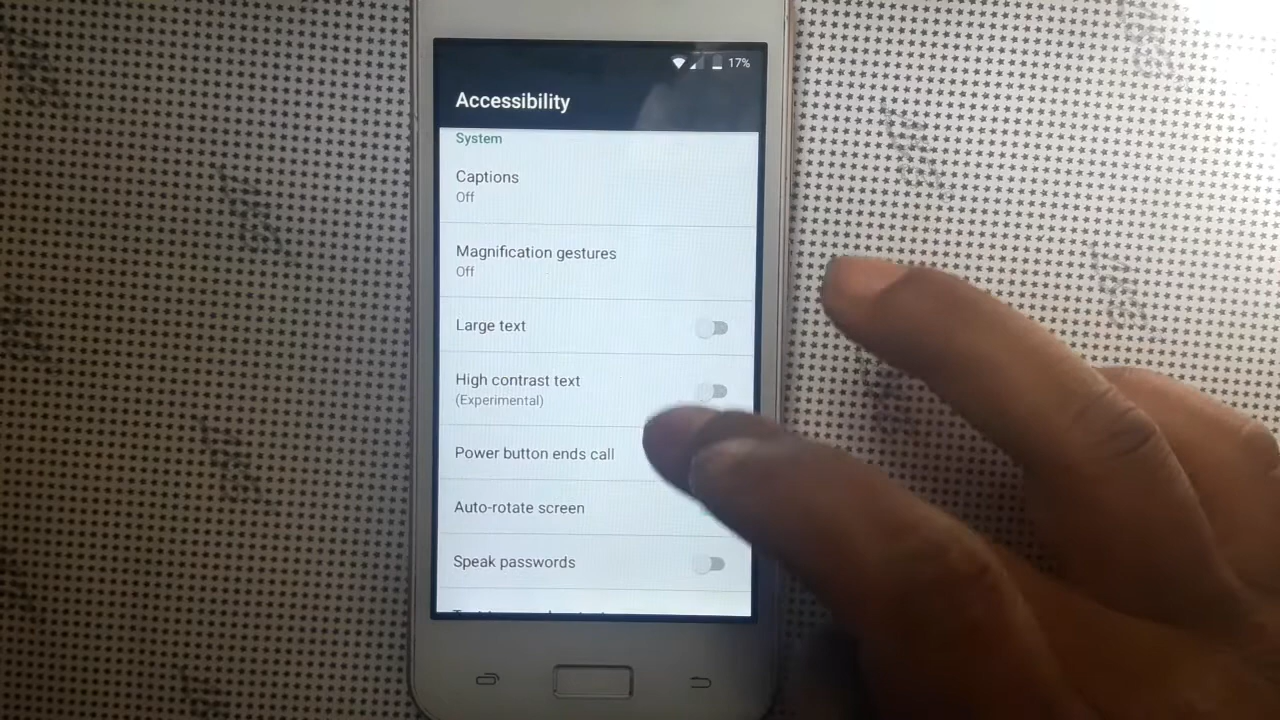 17%
Accessibility
System
Captions
Off
Magnification gestures
Off
Large text
High contrast text
(Experimental)
Power button ends call
Auto-rotate screen
Speak passwords